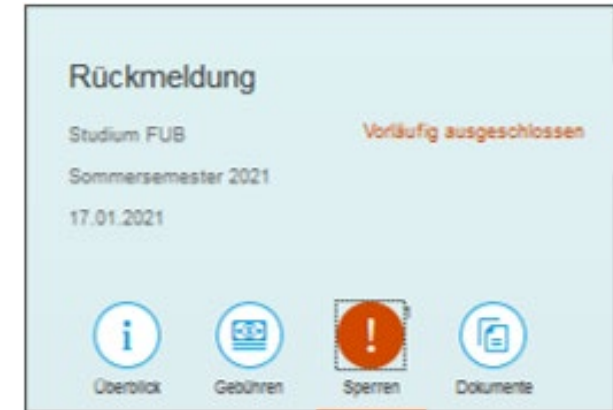 Rückmeldung
Studium FUB Vorläufig ausgeschlossen
Sommersemester 2021
17.01.2021
Überblick Gebühren Sperren Dokumente